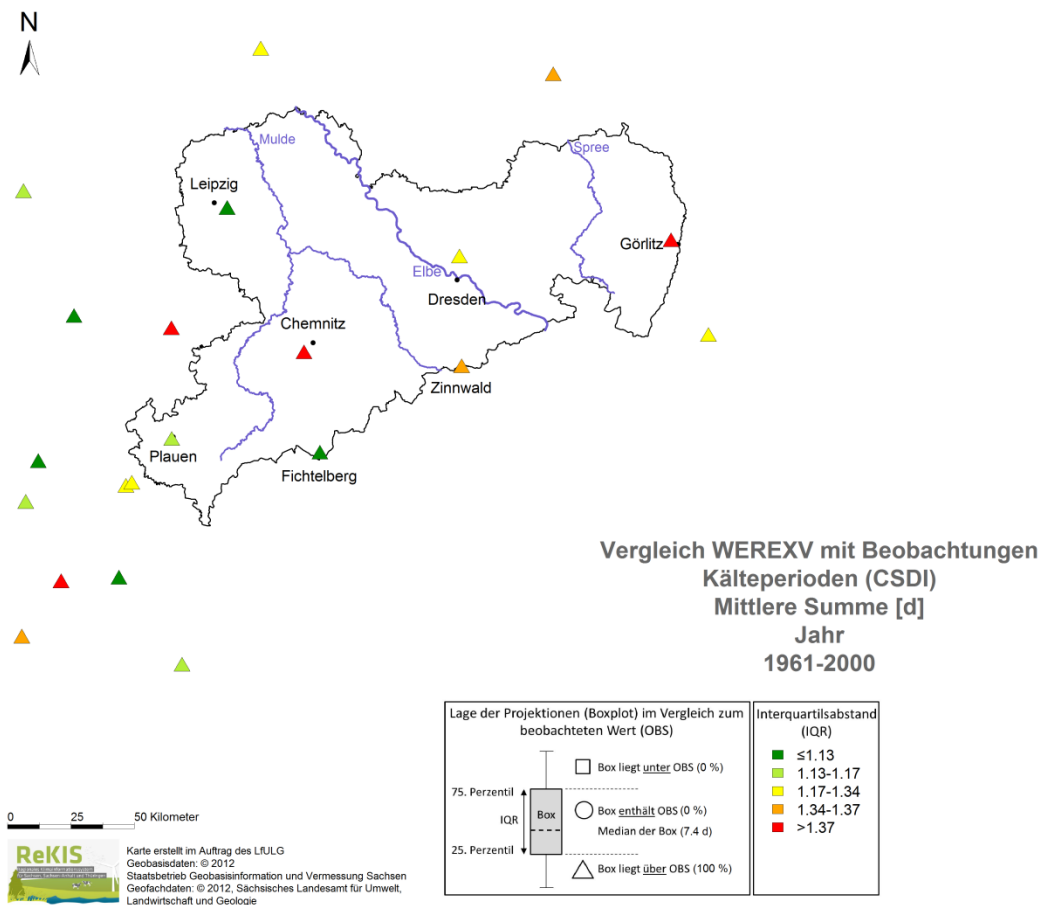 N
Mulde
Spree
Leipzig
Görlitz
Elbe
Dresden
Chemnitz
Zinnwald
Plauen
Fichtelberg
Vergleich WEREXV mit Beobachtungen
Kälteperioden (CSDI)
Mittlere Summe [d]
Jahr
1961-2000
Lage der Projektionen (Boxplot) im Vergleich zum
beobachteten Wert (OBS)
Box liegt unter OBS (0 %)
75. Perzentil
IQR
Box
Box enthält OBS (0 %)
Median der Box (7.4 d)
25. Perzentil
Box liegt über OBS (100 %)
Interquartilsabstand
(IQR)
≤1.13
1.13-1.17
1.17-1.34
1.34-1.37
>1.37
0 25 50 Kilometer
ReKIS
Karte erstellt im Auftrag des LfULG
Geobasisdaten: © 2012
Staatsbetrieb Geobasisinformation und Vermessung Sachsen
Geofachdaten: © 2012, Sächsisches Landesamt für Umwelt,
Landwirtschaft und Geologie